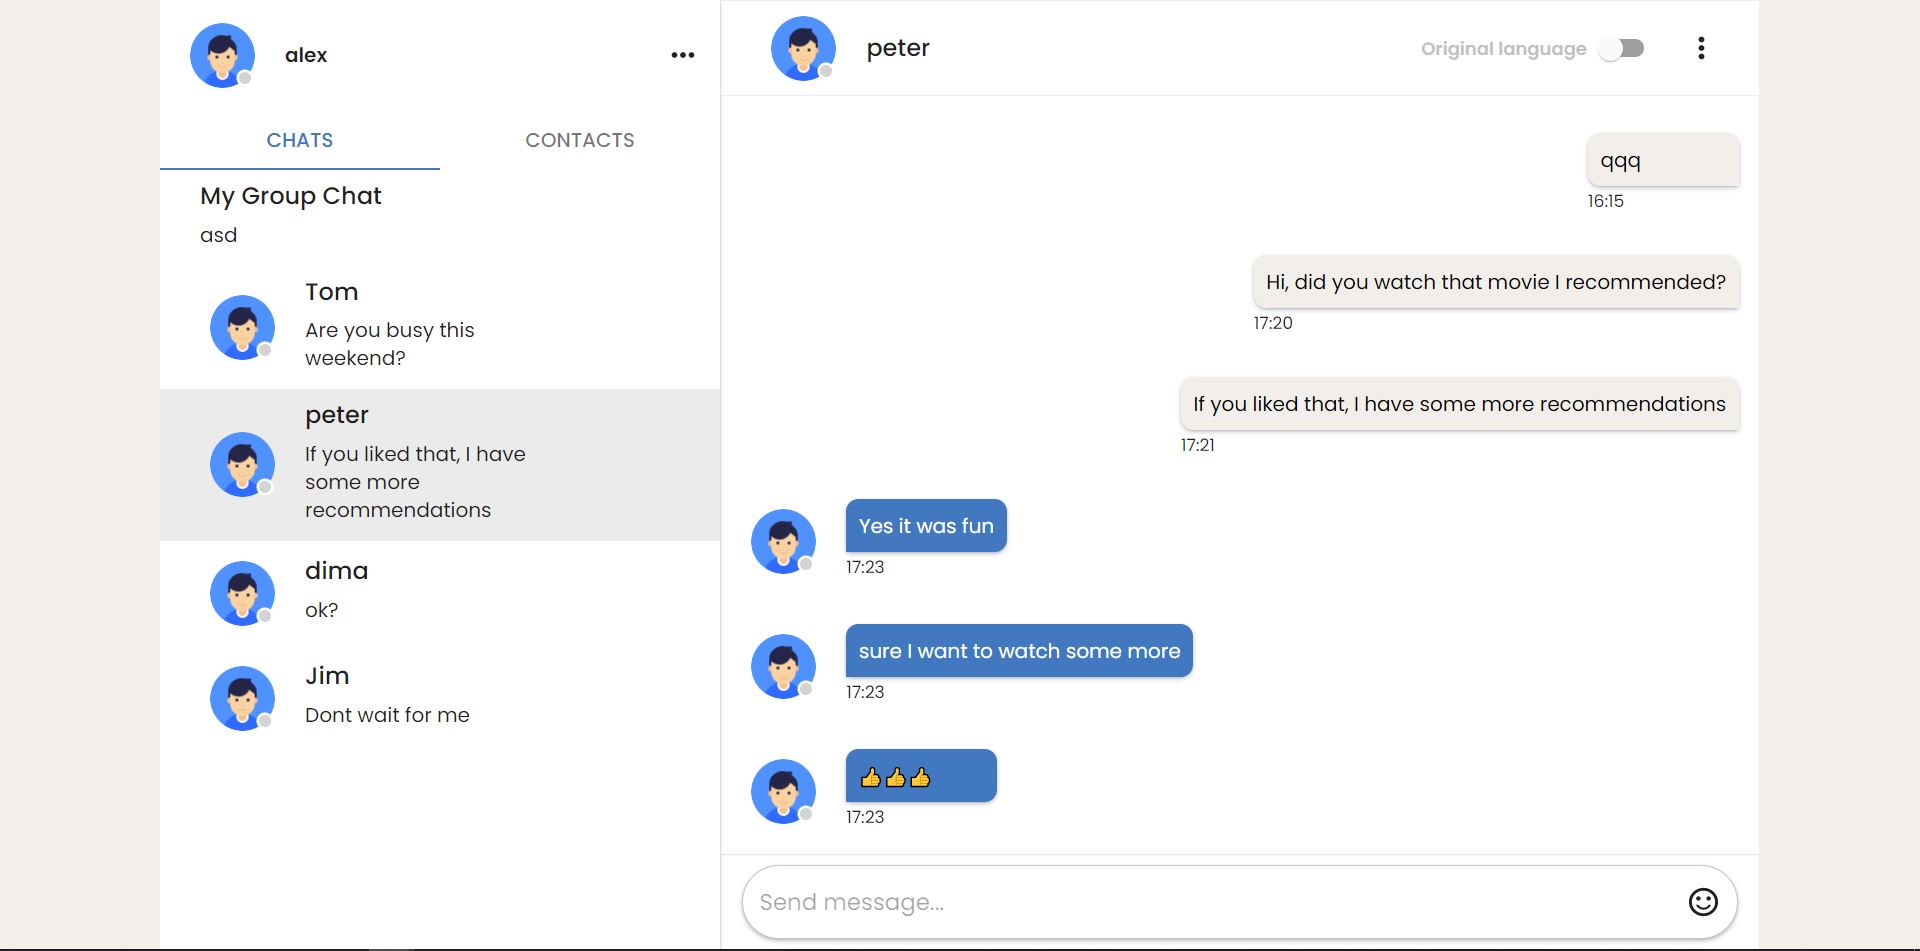 alex
CHATS
CONTACTS
My Group Chat
asd
Tom
Are you busy this
weekend?
peter
If you liked that, I have
some more
recommendations
dima
ok?
Jim
Dont wait for me
peter
Original language
qqq
16:15
Hi, did you watch that movie I recommended?
17:20
If you liked that, I have some more recommendations
17:21
Yes it was fun
17:23
sure I want to watch some more
17:23
👍👍👍
17:23
Send message...